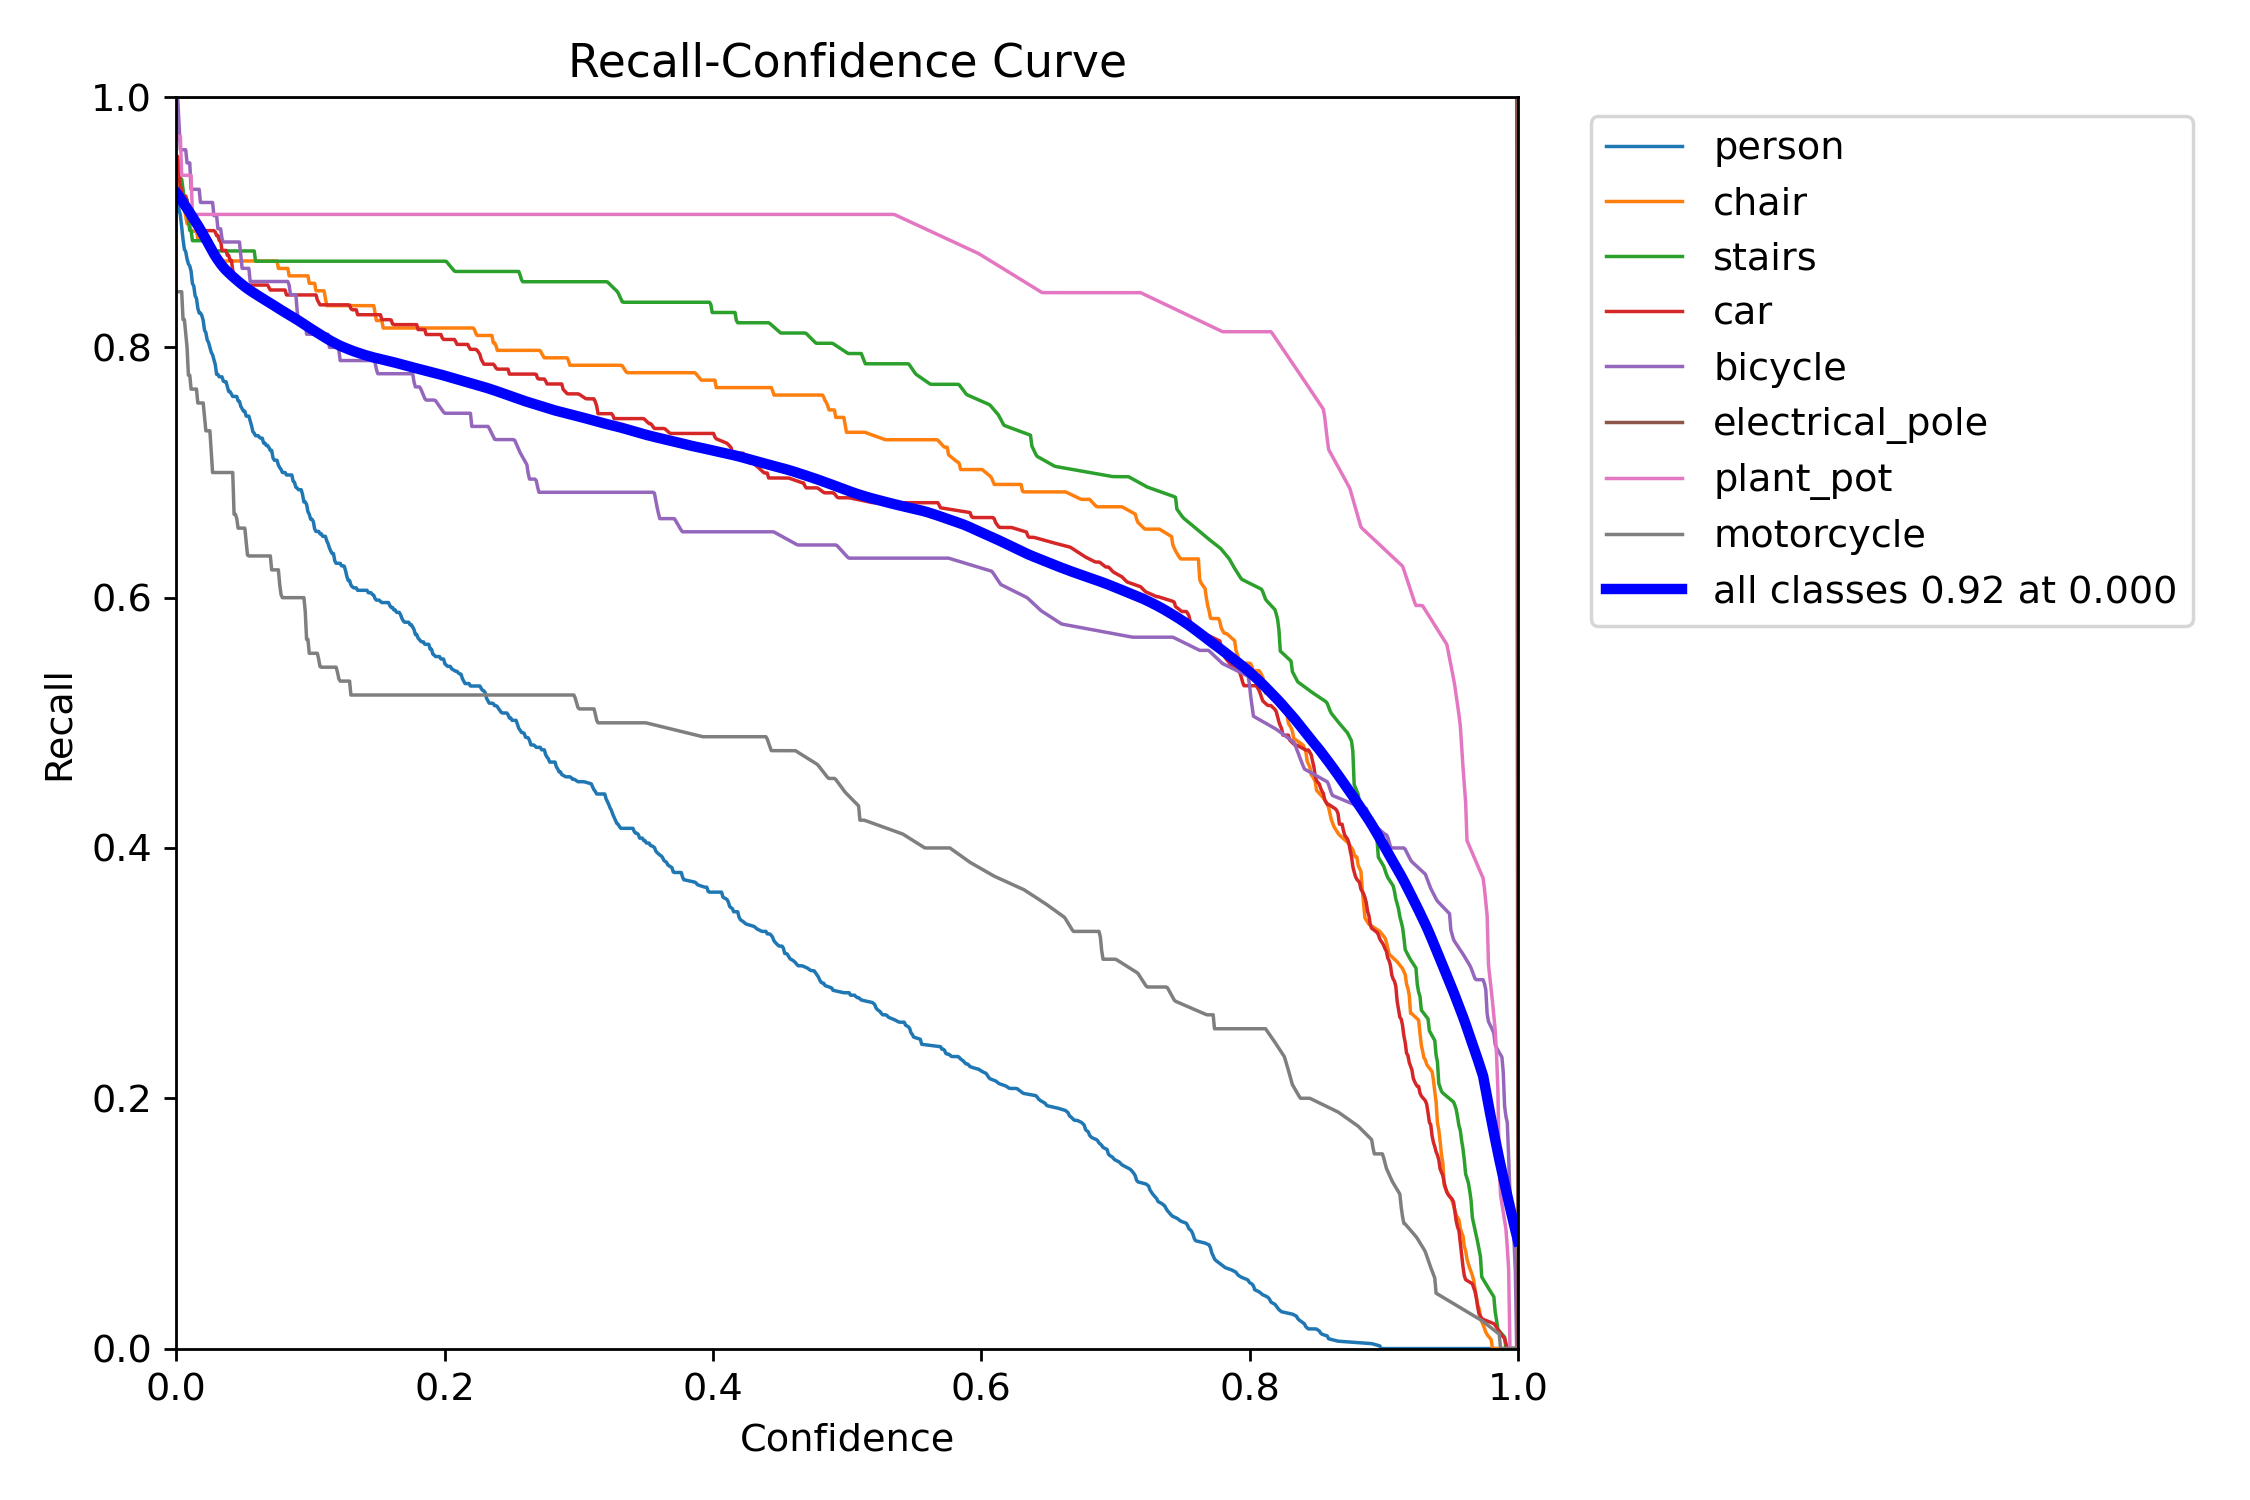 Recall-Confidence Curve
1.0
0.8
0.6
0.4
0.2
0.0
Recall
0.0 0.2 0.4 0.6 0.8 1.0
Confidence
person
chair
stairs
car
bicycle
electrical_pole
plant_pot
motorcycle
all classes 0.92 at 0.000